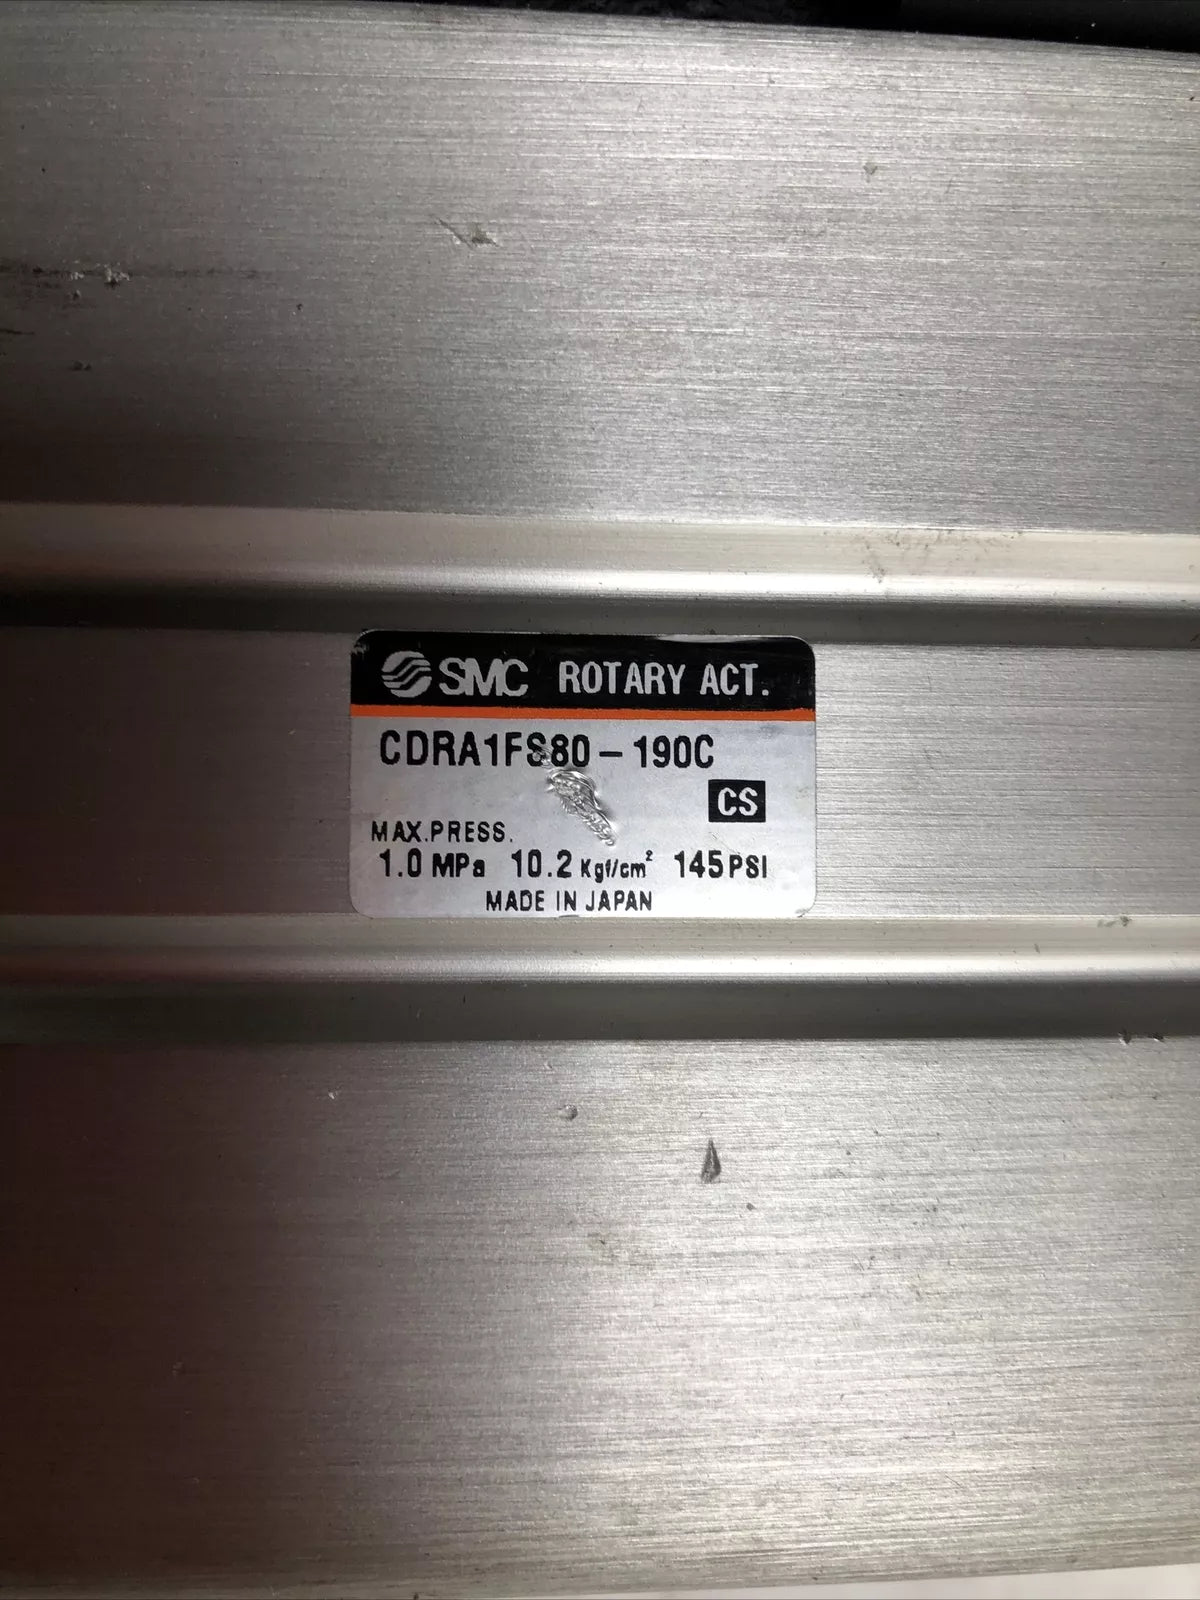 SMC ROTARY ACT.
CDRA1FS80-190C
CS
MAX.PRESS.
1.0 MPa 10.2 Kgf/cm² 145 PSI
MADE IN JAPAN